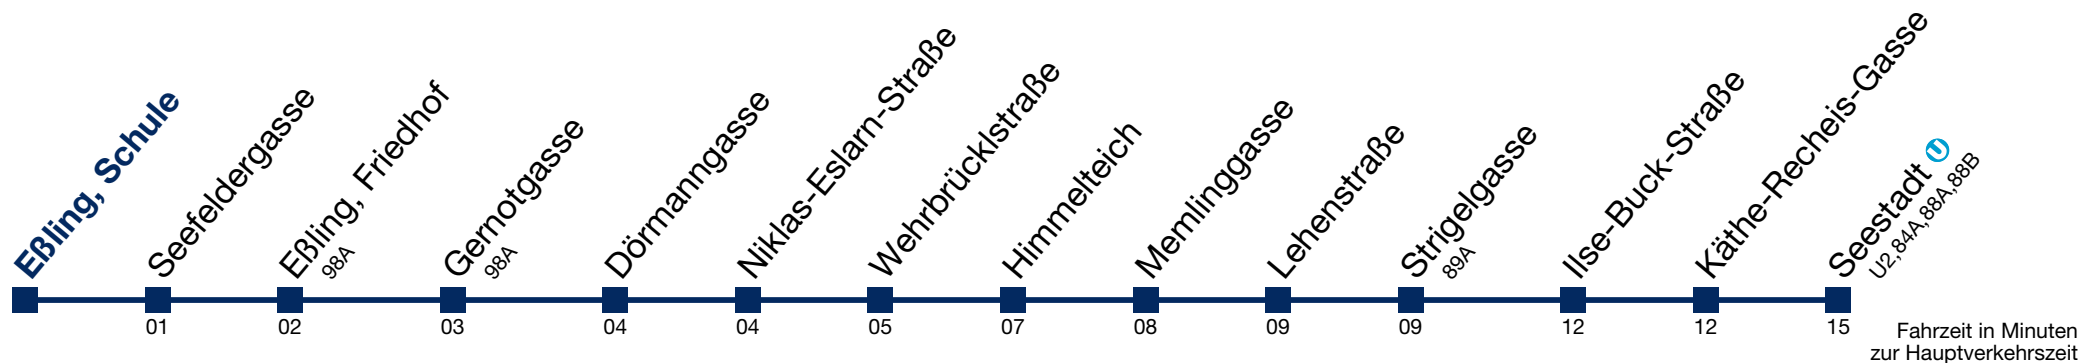 Eßling, Schule
Seefeldergasse
Eßling, Friedhof
98A
Gernotgasse
98A
Dörmanngasse
Niklas-Eslarn-Straße
Wehrbrücklstraße
Himmelteich
Memlinggasse
Lehenstraße
Strigelgasse
89A
Ilse-Buck-Straße
Käthe-Recheis-Gasse
Seestadt U
U2,84A,88A,88B
01 02 03 04 04 05 07 08 09 09 12 12 15
Fahrzeit in Minuten
zur Hauptverkehrszeit